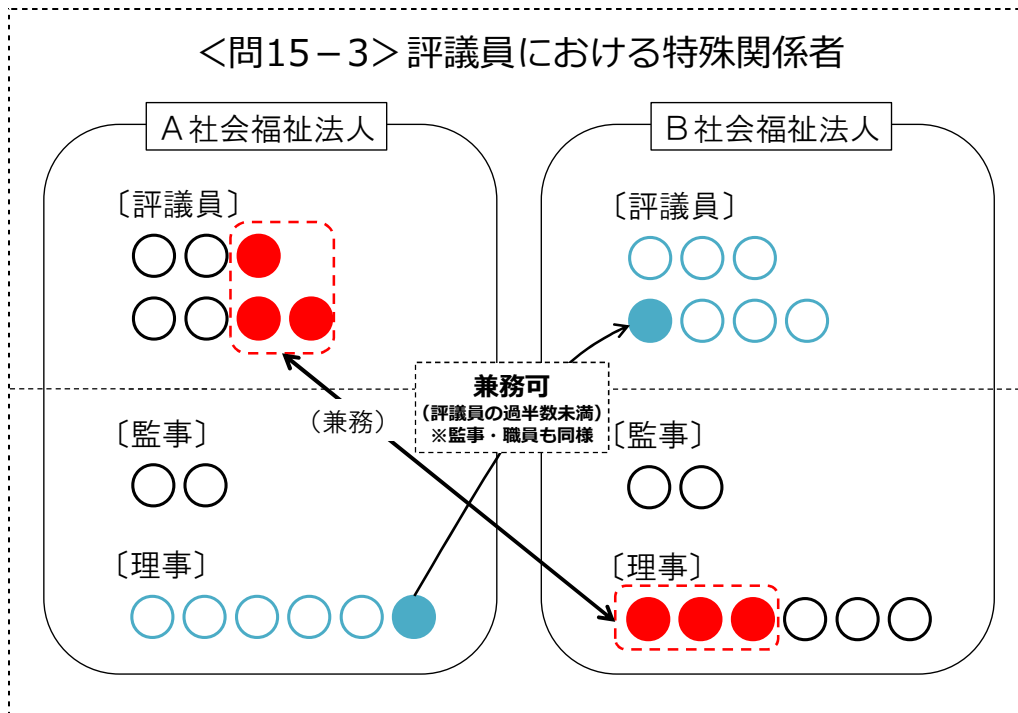 ＜問15－3＞評議員における特殊関係者
Ａ社会福祉法人
Ｂ社会福祉法人
〔評議員〕
〔評議員〕
兼務可
（評議員の過半数未満）
※監事・職員も同様
（兼務）
〔監事〕
〔監事〕
〔理事〕
〔理事〕